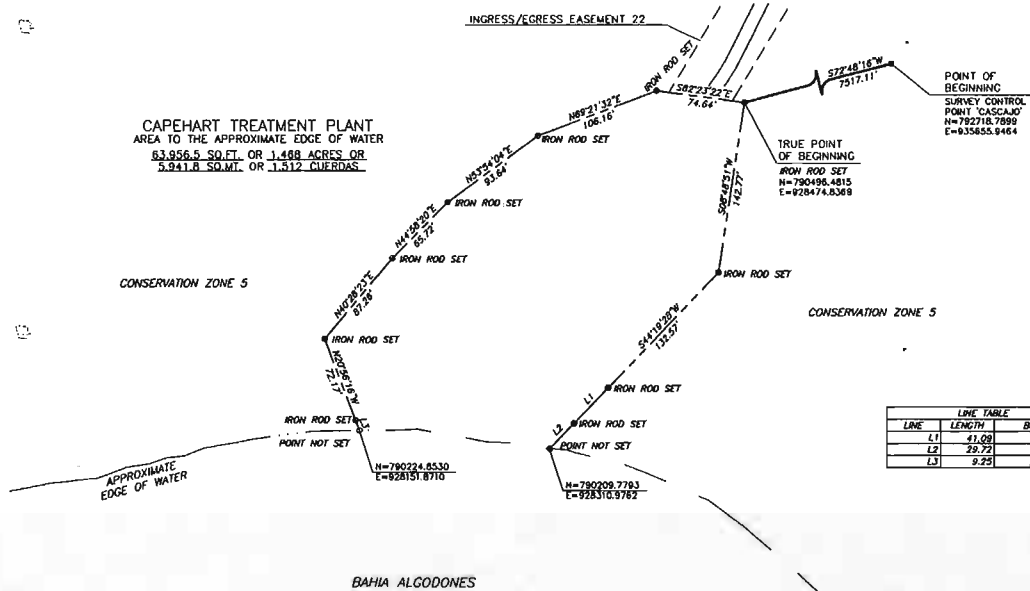 INGRESS/EGRESS EASEMENT 22
IRON ROD SET
S82°23'22"E
74.64'
S72°48'16"W
7517.11'
POINT OF
BEGINNING
SURVEY CONTROL
POINT 'CASCAJO'
N=792718.7899
E=935655.9464
CAPEHART TREATMENT PLANT
AREA TO THE APPROXIMATE EDGE OF WATER
63,956.5 SQ.FT. OR 1.468 ACRES OR
5,941.8 SQ.MT. OR 1.512 CUERDAS
N69°21'32"E
106.16'
IRON ROD SET
TRUE POINT
OF BEGINNING
IRON ROD SET
N=790496.4815
E=928474.8369
N53°54'04"E
93.64'
IRON ROD SET
S08°48'51"W
142.77'
N44°58'20"E
65.72'
IRON ROD SET
IRON ROD SET
CONSERVATION ZONE 5
N40°28'23"E
87.26'
CONSERVATION ZONE 5
S44°19'28"W
132.57'
IRON ROD SET
N20°56'16"W
72.17'
IRON ROD SET
L1
IRON ROD SET
L3
IRON ROD SET
L2
POINT NOT SET
POINT NOT SET
LINE TABLE
LINE LENGTH B
L1 41.09
L2 29.72
L3 9.25
APPROXIMATE
EDGE OF WATER
N=790224.6530
E=928151.8710
N=790209.7793
E=928310.9762
BAHIA ALGODONES